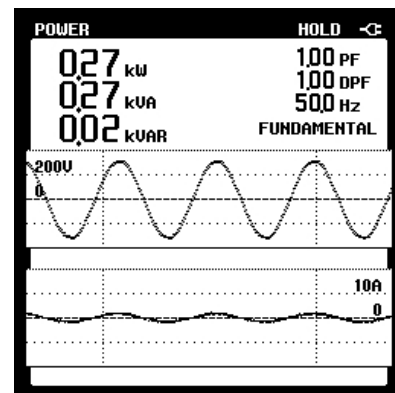 POWER HOLD
0,27 kW 1,00 PF
0,27 kVA 1,00 DPF
0,02 kVAR 50,0 Hz
FUNDAMENTAL
200V
0
10A
0